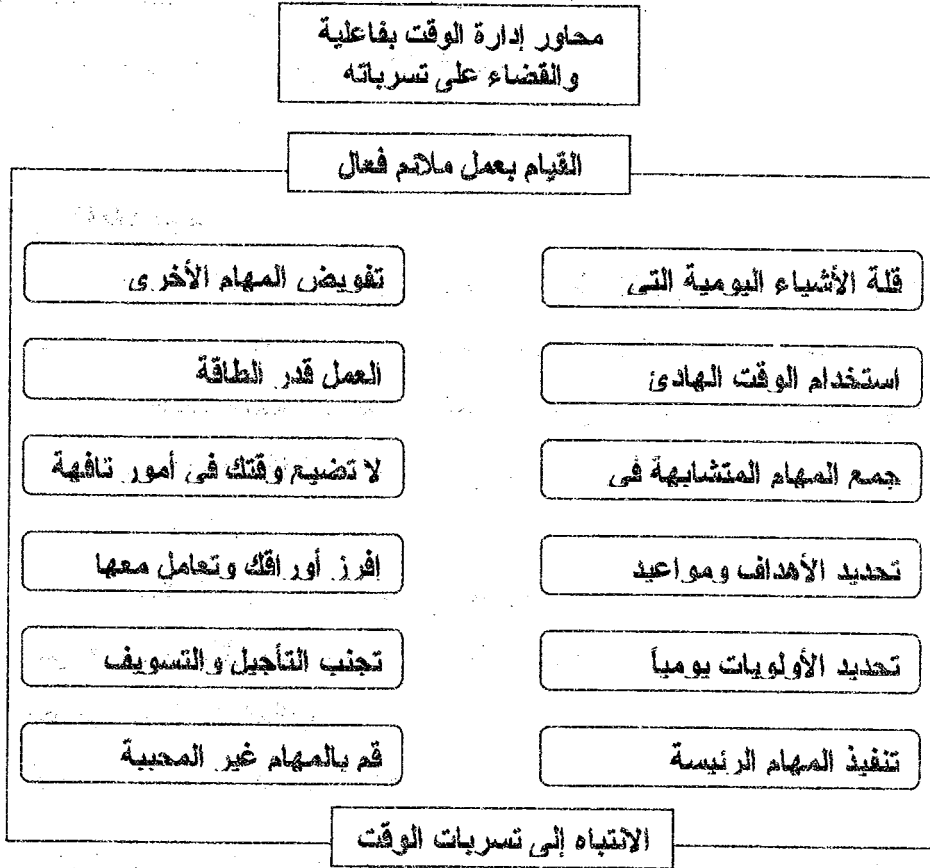 محاور إدارة الوقت بفاعلية
والقضاء على تسرباته
القيام بعمل ملائم فعال
قلة الأشياء اليومية التى
تفويض المهام الأخرى
استخدام الوقت الهادئ
العمل قدر الطاقة
جمع المهام المتشابهة فى
لا تضيع وقتك فى أمور تافهة
تحديد الأهداف ومواعيد
افرز أوراقك وتعامل معها
تحديد الأولويات يومياً
تجنب التأجيل والتسويف
تنفيذ المهام الرئيسة
قم بالمهام غير المحببة
الانتباه إلى تسربات الوقت